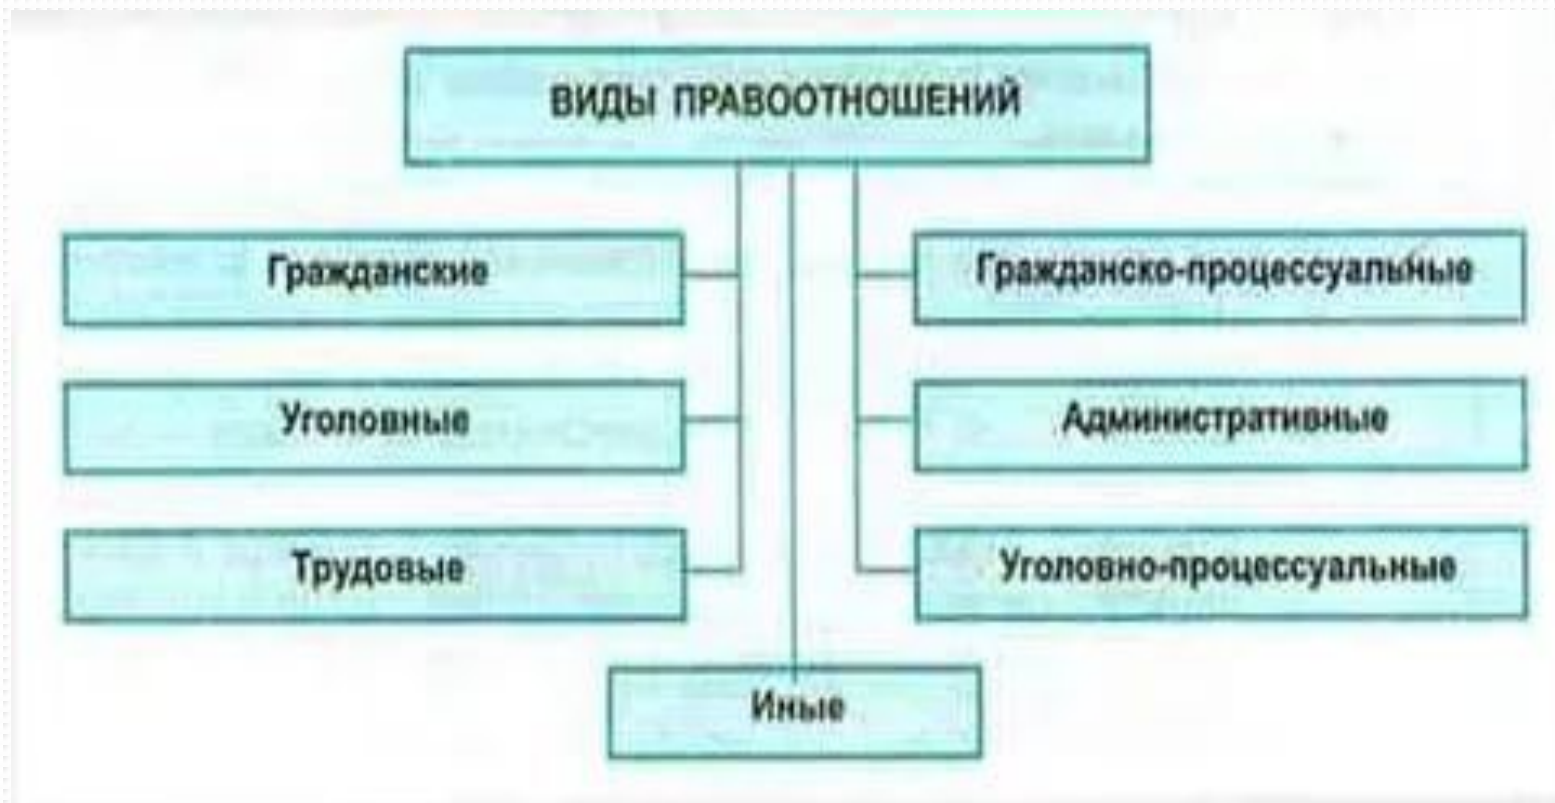 ВИДЫ ПРАВООТНОШЕНИЙ
Гражданские
Гражданско-процессуальные
Уголовные
Административные
Трудовые
Уголовно-процессуальные
Иные